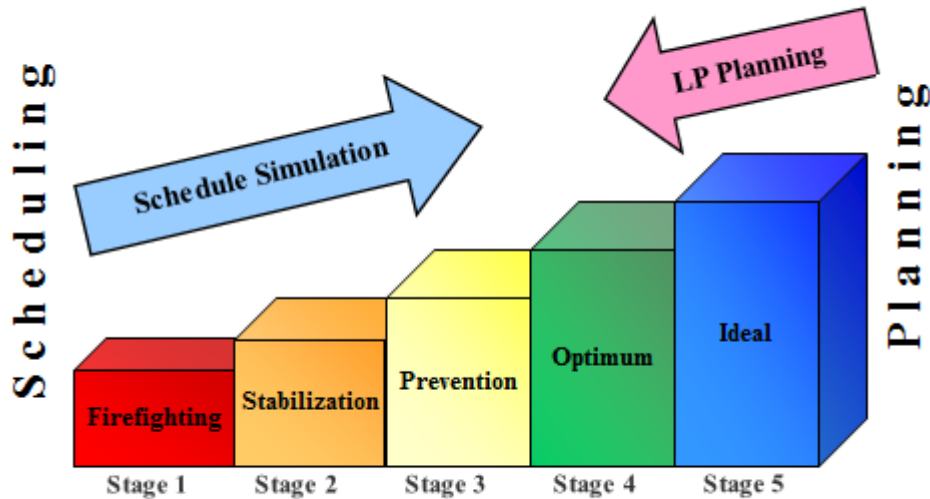 Scheduling
Schedule Simulation
LP Planning
Planning
Firefighting
Stabilization
Prevention
Optimum
Ideal
Stage 1
Stage 2
Stage 3
Stage 4
Stage 5